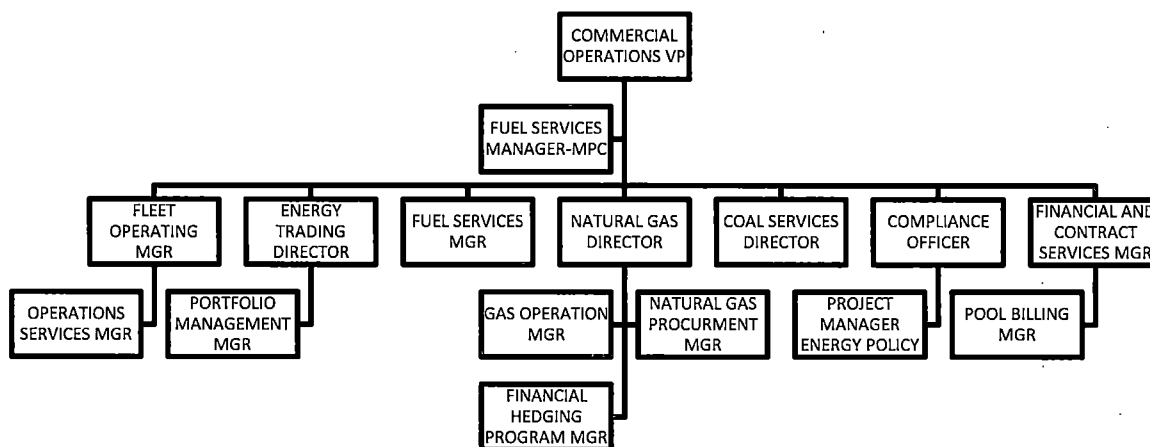 COMMERCIAL
OPERATIONS VP
FUEL SERVICES
MANAGER-MPC
FLEET
OPERATING
MGR
ENERGY
TRADING
DIRECTOR
FUEL SERVICES
MGR
NATURAL GAS
DIRECTOR
COAL SERVICES
DIRECTOR
COMPLIANCE
OFFICER
FINANCIAL AND
CONTRACT
SERVICES MGR
OPERATIONS
SERVICES MGR
PORTFOLIO
MANAGEMENT
MGR
GAS OPERATION
MGR
NATURAL GAS
PROCURMENT
MGR
PROJECT
MANAGER
ENERGY POLICY
POOL BILLING
MGR
FINANCIAL
HEDGING
PROGRAM MGR